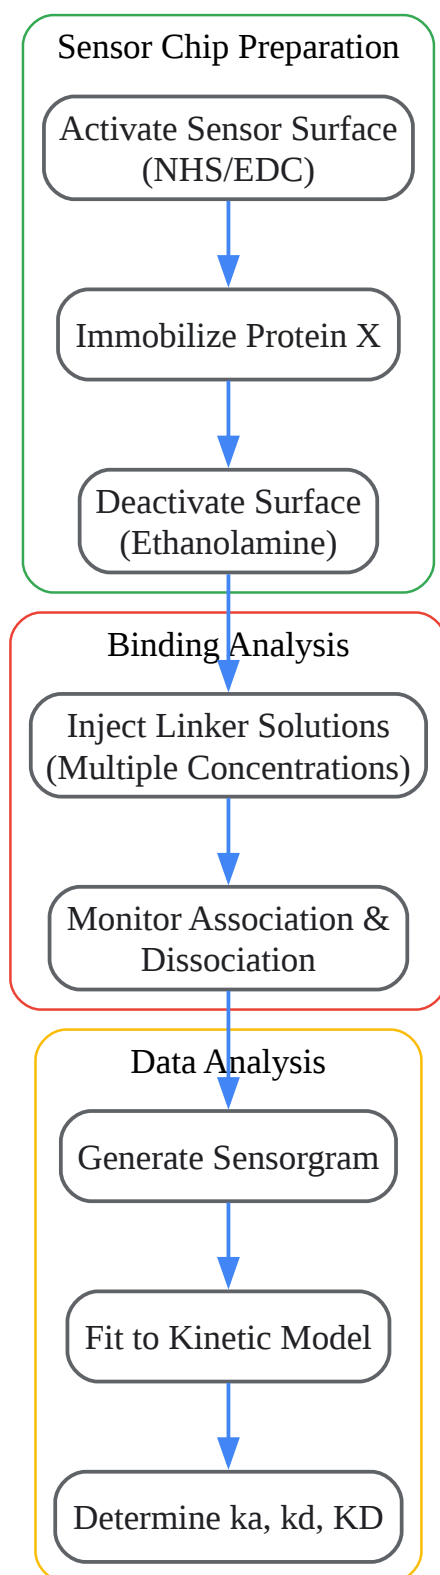 Sensor Chip Preparation
Activate Sensor Surface
(NHS/EDC)
Immobilize Protein X
Deactivate Surface
(Ethanolamine)
Binding Analysis
Inject Linker Solutions
(Multiple Concentrations)
Monitor Association &
Dissociation
Data Analysis
Generate Sensorgram
Fit to Kinetic Model
Determine ka, kd, KD